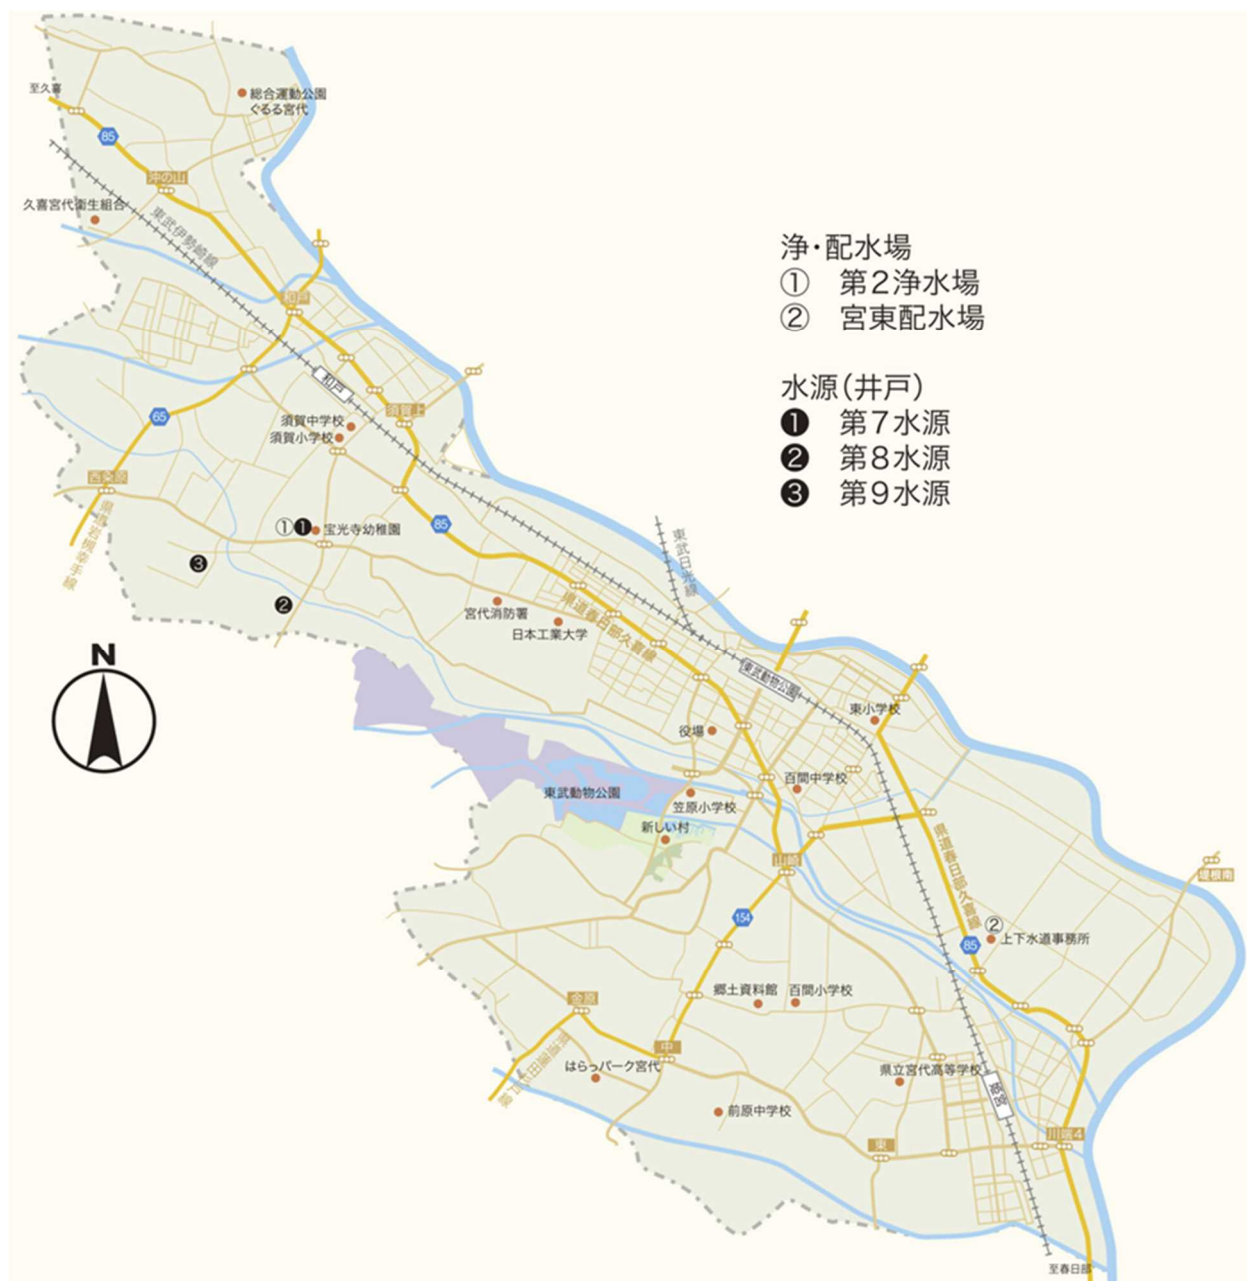 至久喜
総合運動公園
ぐるる宮代
85
沖の山
久喜宮代衛生組合
東武伊勢崎線
和戸
浄・配水場
① 第2浄水場
② 宮東配水場
水源(井戸)
❶ 第7水源
❷ 第8水源
❸ 第9水源
和戸
65
須賀上
須賀中学校
須賀小学校
西粂原
県道岩槻幸手線
①❶
宝光寺幼稚園
85
東武日光線
❸
❷
宮代消防署
日本工業大学
県道春日部久喜線
N
東武動物公園
東小学校
役場
百間中学校
東武動物公園
笠原小学校
新しい村
山崎
県道春日部久喜線
堤根南
154
②
85
上下水道事務所
郷土資料館
百間小学校
金原
中
はらっパーク宮代
県立宮代高等学校
姫宮
前原中学校
東
川端4
至春日部